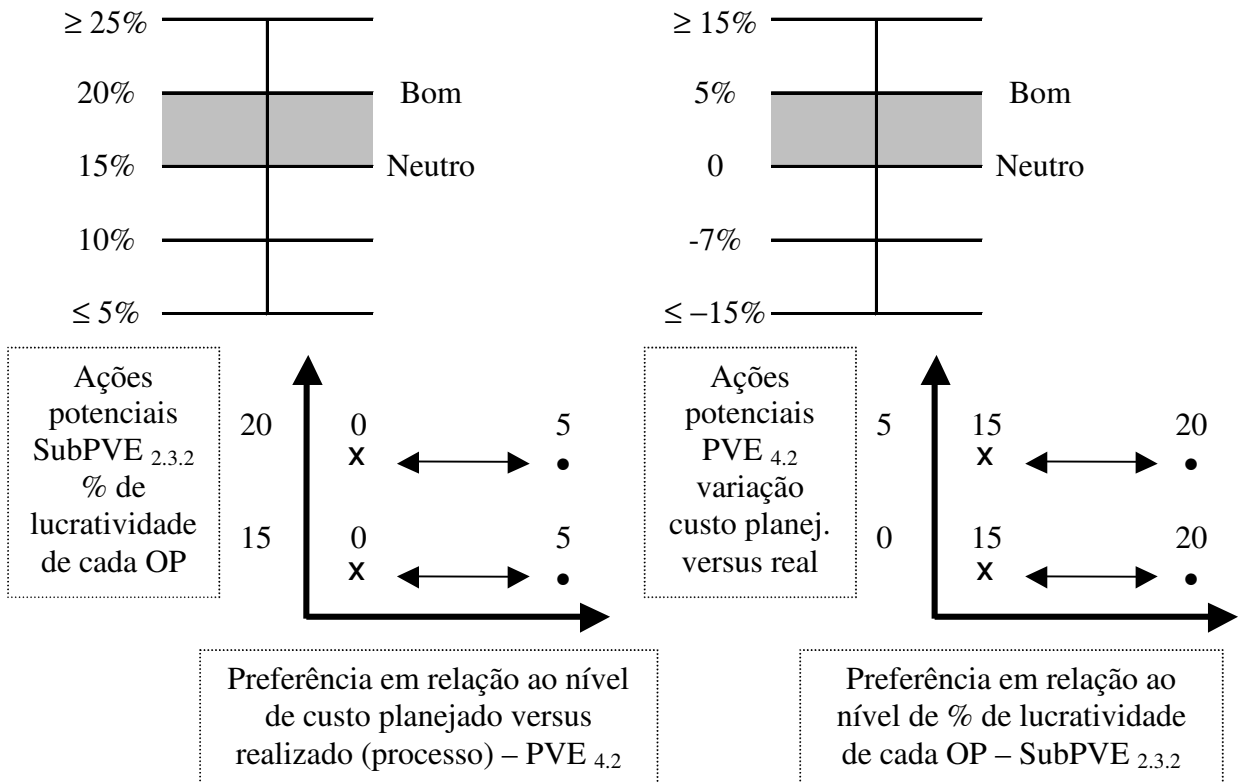 ≥ 25%
20%
Bom
15%
Neutro
10%
≤ 5%
≥ 15%
5%
Bom
0
Neutro
-7%
≤ −15%
Ações
potenciais
SubPVE 2.3.2
% de
lucratividade
de cada OP
20
0
5
x
•
15
0
5
x
•
Preferência em relação ao nível
de custo planejado versus
realizado (processo) – PVE 4.2
Ações
potenciais
PVE 4.2
variação
custo planej.
versus real
5
15
20
x
•
0
15
20
x
•
Preferência em relação ao
nível de % de lucratividade
de cada OP – SubPVE 2.3.2